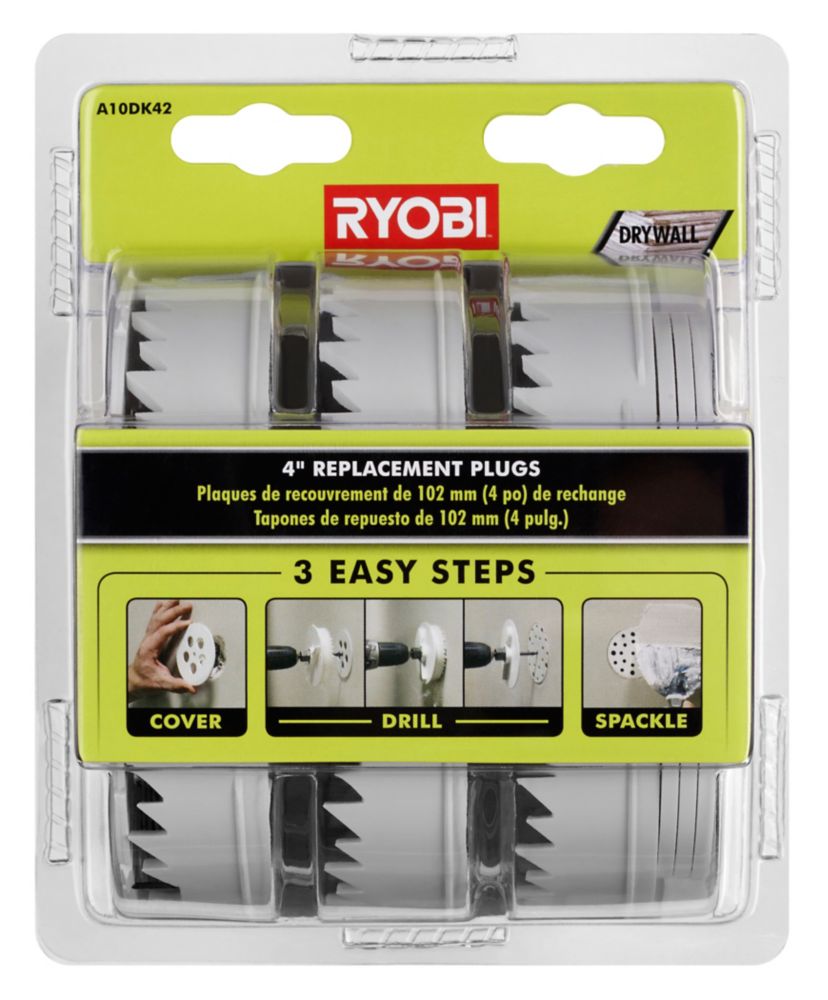 A10DK42
RYOBI
DRYWALL
4" REPLACEMENT PLUGS
Plaques de recouvrement de 102 mm (4 po) de rechange
Tapones de repuesto de 102 mm (4 pulg.)
3 EASY STEPS
COVER
DRILL
SPACKLE